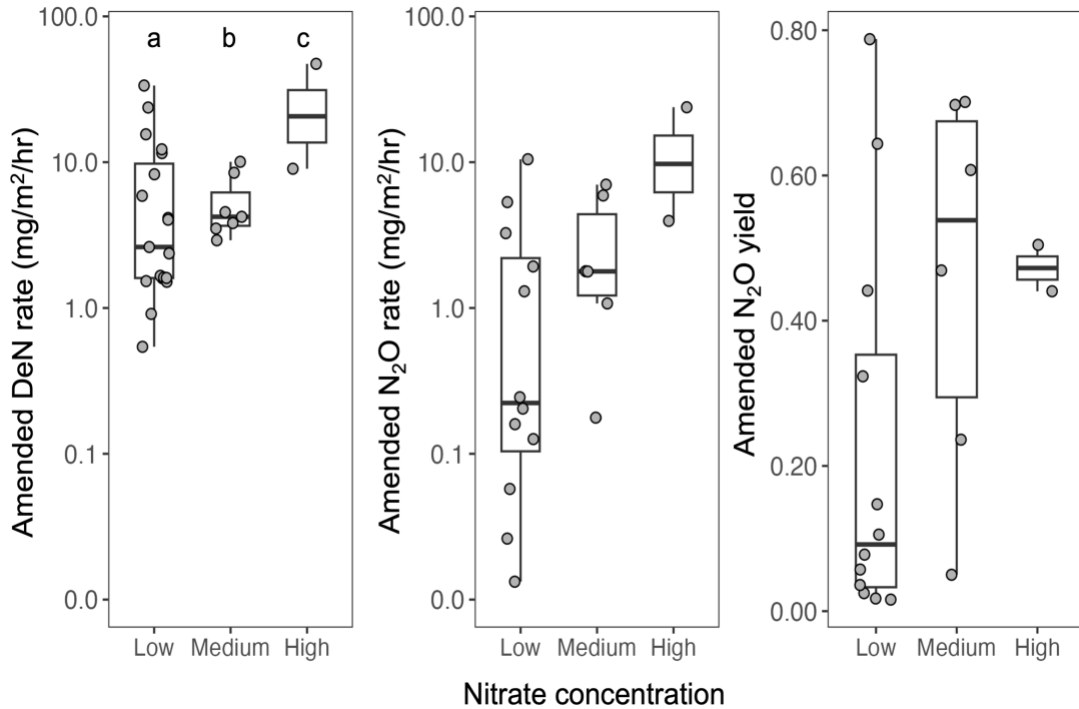 Amended DeN rate (mg/m²/hr)
100.0
10.0
1.0
0.1
0.0
a b c
Low Medium High
Amended N₂O rate (mg/m²/hr)
100.0
10.0
1.0
0.1
0.0
Low Medium High
Amended N₂O yield
0.80
0.60
0.40
0.20
0.00
Low Medium High
Nitrate concentration